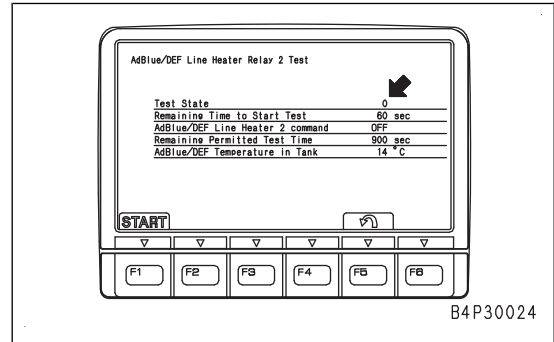 AdBlue/DEF Line Heater Relay 2 Test
Test State 0
Remaining Time to Start Test 60 sec
AdBlue/DEF Line Heater 2 command OFF
Remaining Permitted Test Time 900 sec
AdBlue/DEF Temperature in Tank 14 °C
START
F1 F2 F3 F4 F5 F6
B4P30024